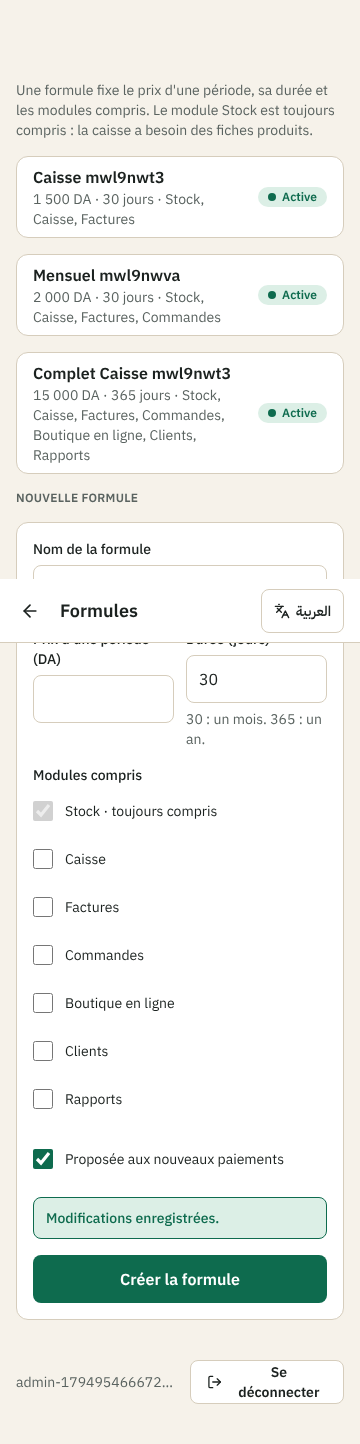 Une formule fixe le prix d'une période, sa durée et
les modules compris. Le module Stock est toujours
compris : la caisse a besoin des fiches produits.
Caisse mwl9nwt3
1 500 DA · 30 jours · Stock,
Caisse, Factures
Active
Mensuel mwl9nwva
2 000 DA · 30 jours · Stock,
Caisse, Factures, Commandes
Active
Complet Caisse mwl9nwt3
15 000 DA · 365 jours · Stock,
Caisse, Factures, Commandes,
Boutique en ligne, Clients,
Rapports
Active
NOUVELLE FORMULE
Nom de la formule
Formules
العربية
(DA)
30
30 : un mois. 365 : un
an.
Modules compris
Stock · toujours compris
Caisse
Factures
Commandes
Boutique en ligne
Clients
Rapports
Proposée aux nouveaux paiements
Modifications enregistrées.
Créer la formule
admin-179495466672...
Se
déconnecter